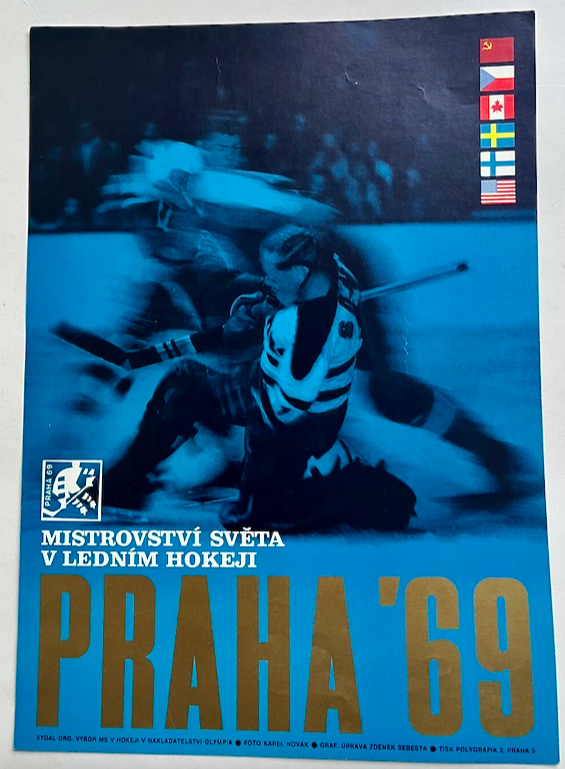 PRAHA 69
MISTROVSTVÍ SVĚTA
V LEDNÍM HOKEJI
PRAHA '69
VYDAL ORG. VÝBOR MS V HOKEJI V NAKLADATELSTVÍ OLYMPIA ● FOTO KAREL NOVÁK ● GRAF. ÚPRAVA ZDENĚK ŠEBESTA ● TISK POLYGRAFIA 2, PRAHA 5